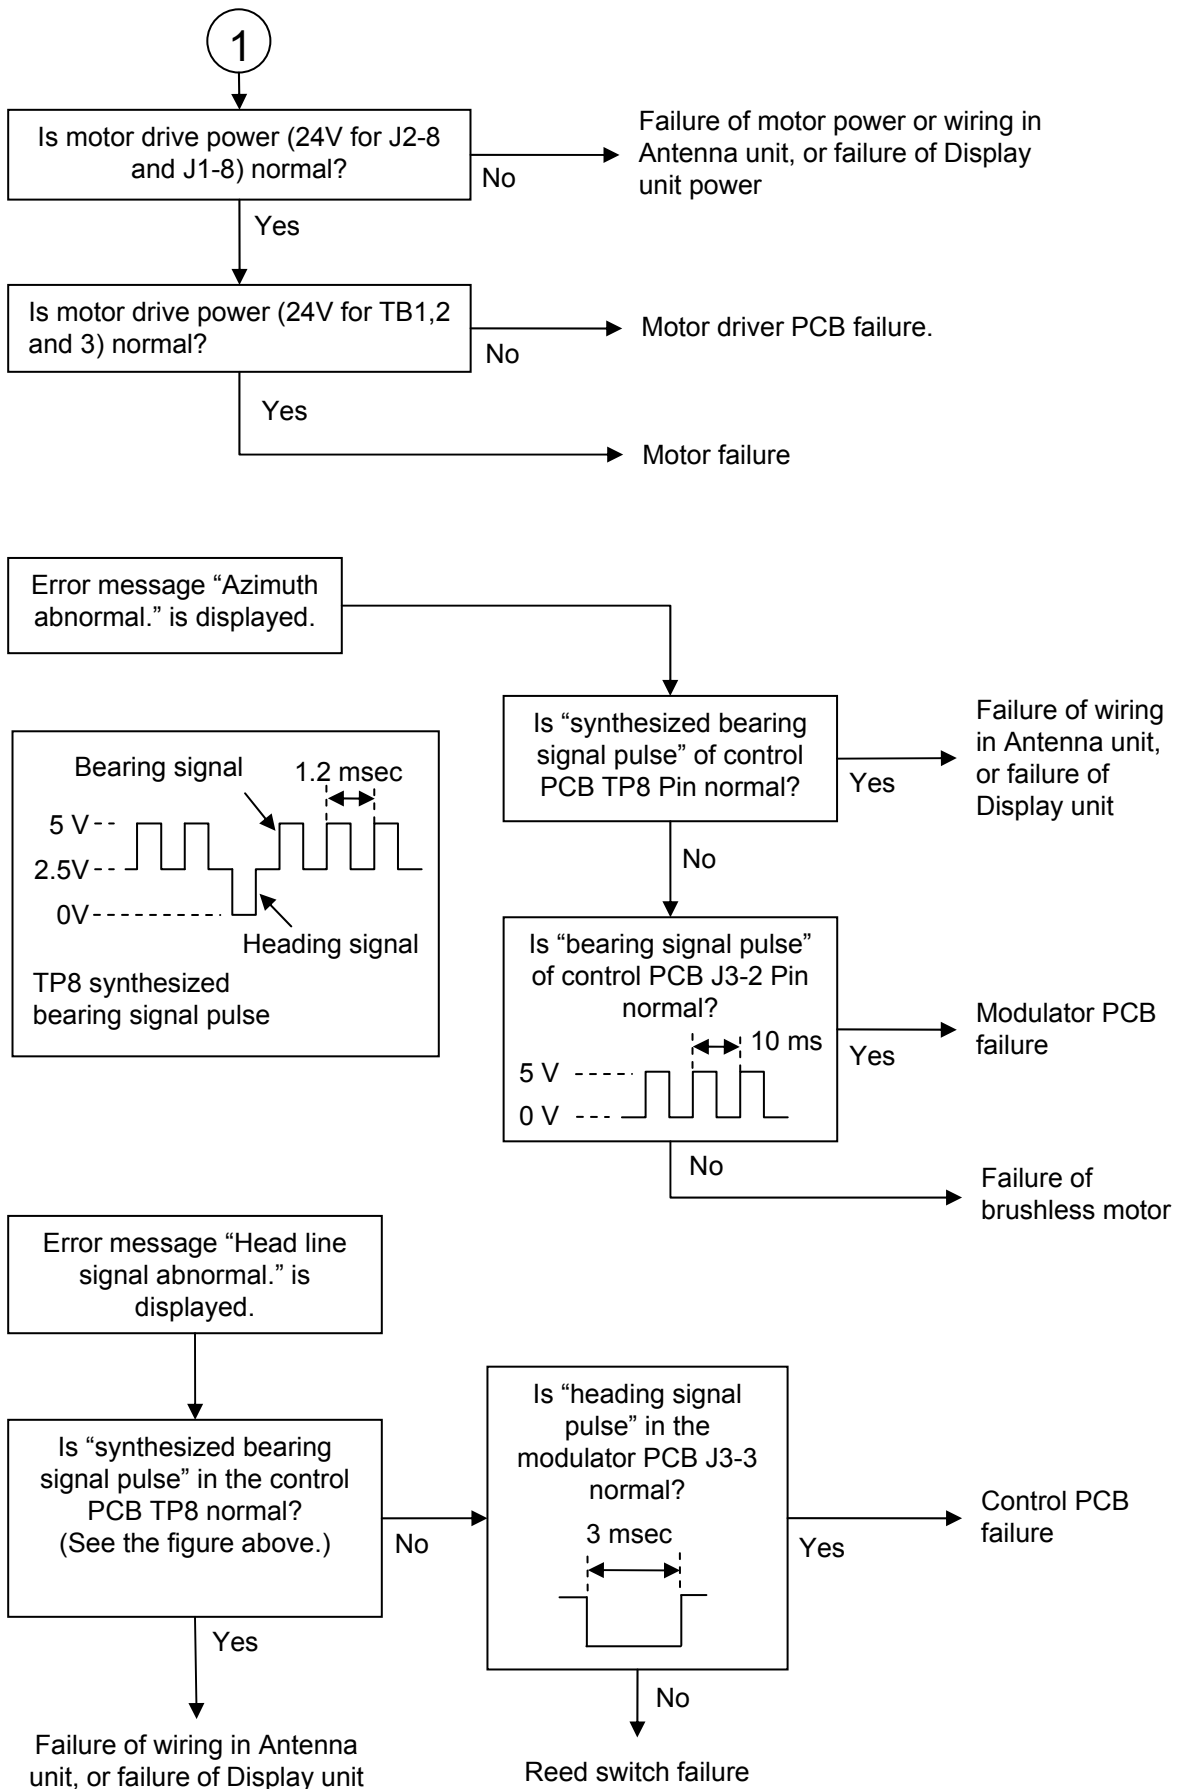 1
Is motor drive power (24V for J2-8
and J1-8) normal?
No
Failure of motor power or wiring in
Antenna unit, or failure of Display
unit power
Yes
Is motor drive power (24V for TB1,2
and 3) normal?
No
Motor driver PCB failure.
Yes
Motor failure
Error message “Azimuth
abnormal.” is displayed.
Is “synthesized bearing
signal pulse” of control
PCB TP8 Pin normal?
Yes
Failure of wiring
in Antenna unit,
or failure of
Display unit
Bearing signal
1.2 msec
5 V
2.5V
0V
Heading signal
TP8 synthesized
bearing signal pulse
No
Is “bearing signal pulse”
of control PCB J3-2 Pin
normal?
10 ms
5 V
0 V
Yes
Modulator PCB
failure
No
Failure of
brushless motor
Error message “Head line
signal abnormal.” is
displayed.
Is “synthesized bearing
signal pulse” in the control
PCB TP8 normal?
(See the figure above.)
No
Is “heading signal
pulse” in the
modulator PCB J3-3
normal?
3 msec
Yes
Control PCB
failure
Yes
Failure of wiring in Antenna
unit, or failure of Display unit
No
Reed switch failure